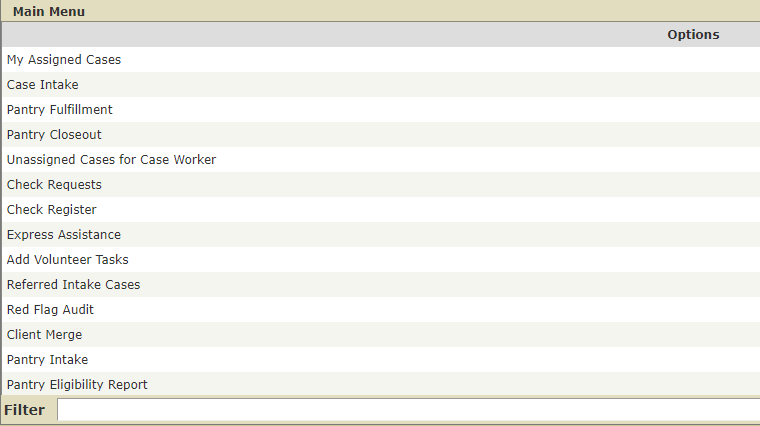 Main Menu
Options
My Assigned Cases
Case Intake
Pantry Fulfillment
Pantry Closeout
Unassigned Cases for Case Worker
Check Requests
Check Register
Express Assistance
Add Volunteer Tasks
Referred Intake Cases
Red Flag Audit
Client Merge
Pantry Intake
Pantry Eligibility Report
Filter